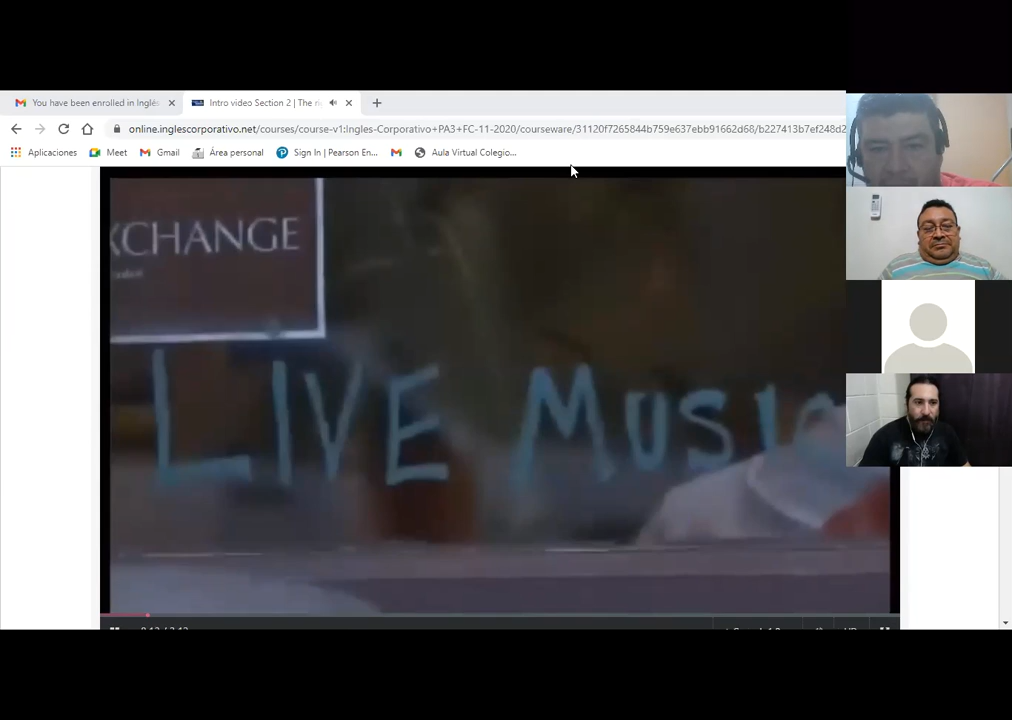 You have been enrolled in Inglés
Intro video Section 2 | The ri
online.inglescorporativo.net/courses/course-v1:Ingles-Corporativo+PA3+FC-11-2020/courseware/31120f7265844b759e637ebb91662d68/b227413b7ef248d2
Aplicaciones
Meet
Gmail
Área personal
Sign In | Pearson En...
Aula Virtual Colegio...
XCHANGE
LIVE MUSIC